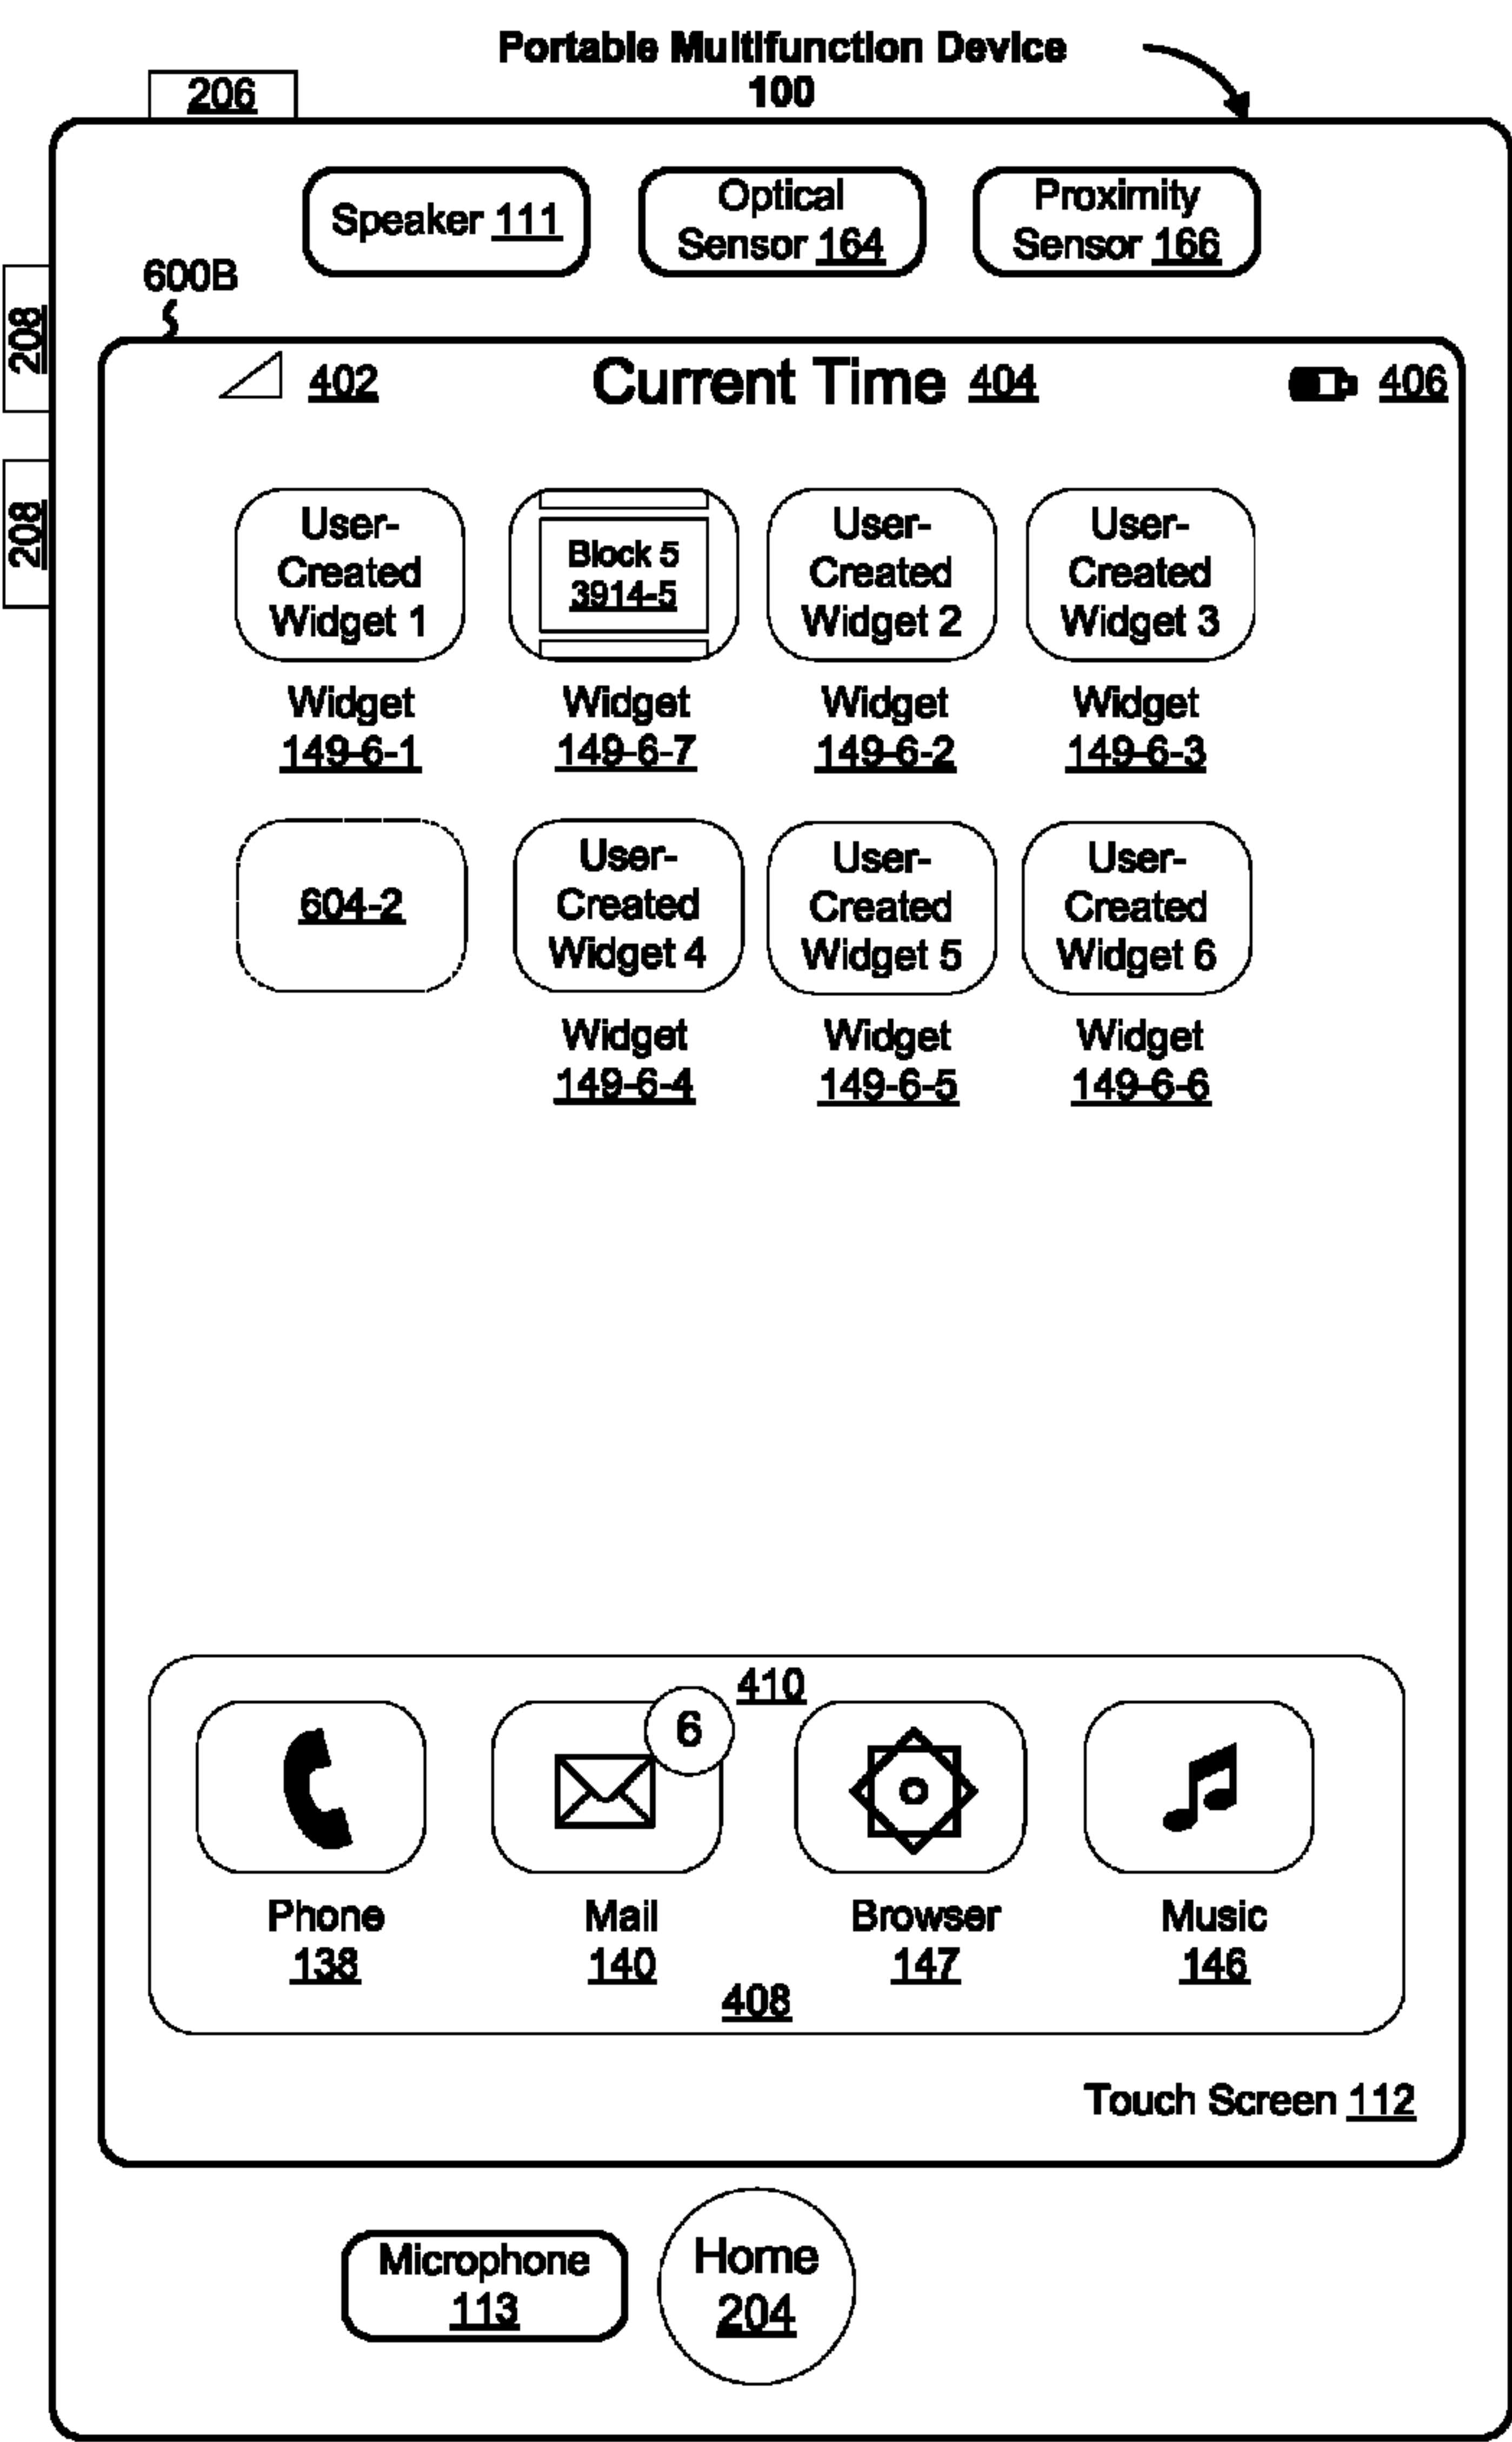 Portable Multifunction Device
100
206
Speaker 111
Optical
Sensor 164
Proximity
Sensor 166
600B
208
208
402
Current Time 404
406
User-
Created
Widget 1
Block 5
3914-5
User-
Created
Widget 2
User-
Created
Widget 3
Widget
149-6-1
Widget
149-6-7
Widget
149-6-2
Widget
149-6-3
604-2
User-
Created
Widget 4
User-
Created
Widget 5
User-
Created
Widget 6
Widget
149-6-4
Widget
149-6-5
Widget
149-6-6
410
6
Phone
138
Mail
140
Browser
147
Music
146
408
Touch Screen 112
Microphone
113
Home
204